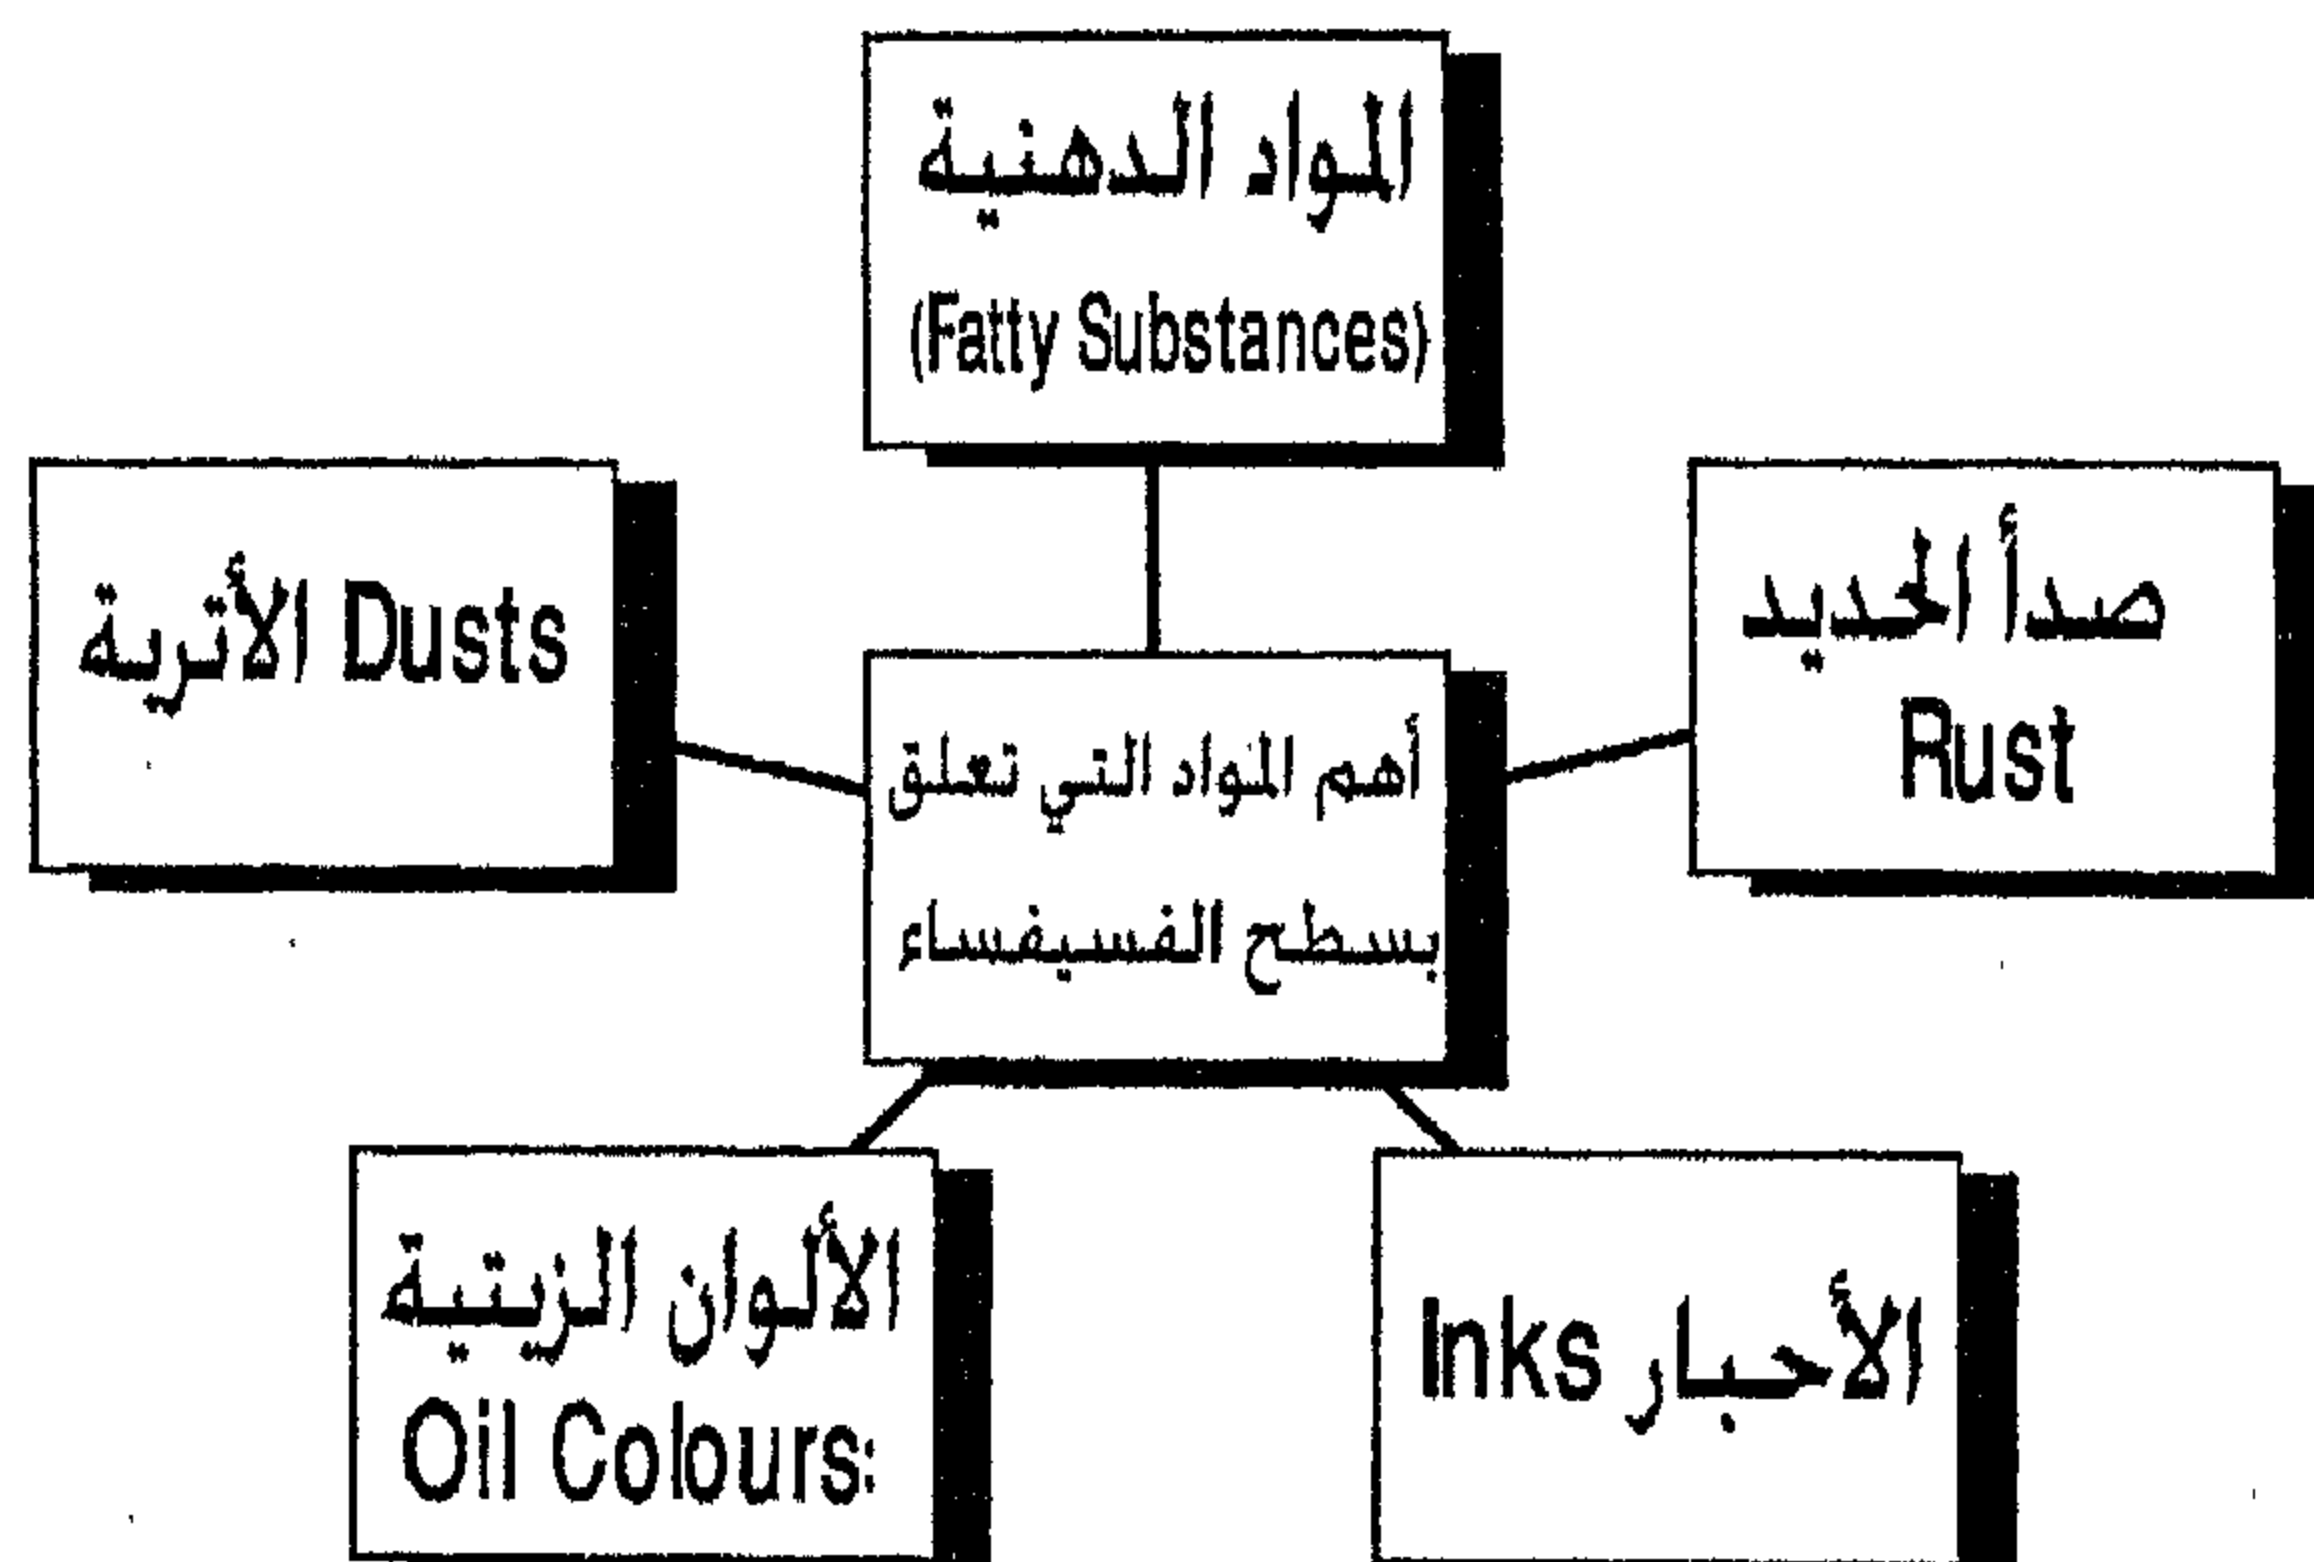 المواد الدهنية
(Fatty Substances)
صدأ الحديد
Rust
الأتربة Dusts
أهم المواد التي تعلق
بسطح الفسيفساء
الأحبار Inks
الألوان الزيتية
Oil Colours: